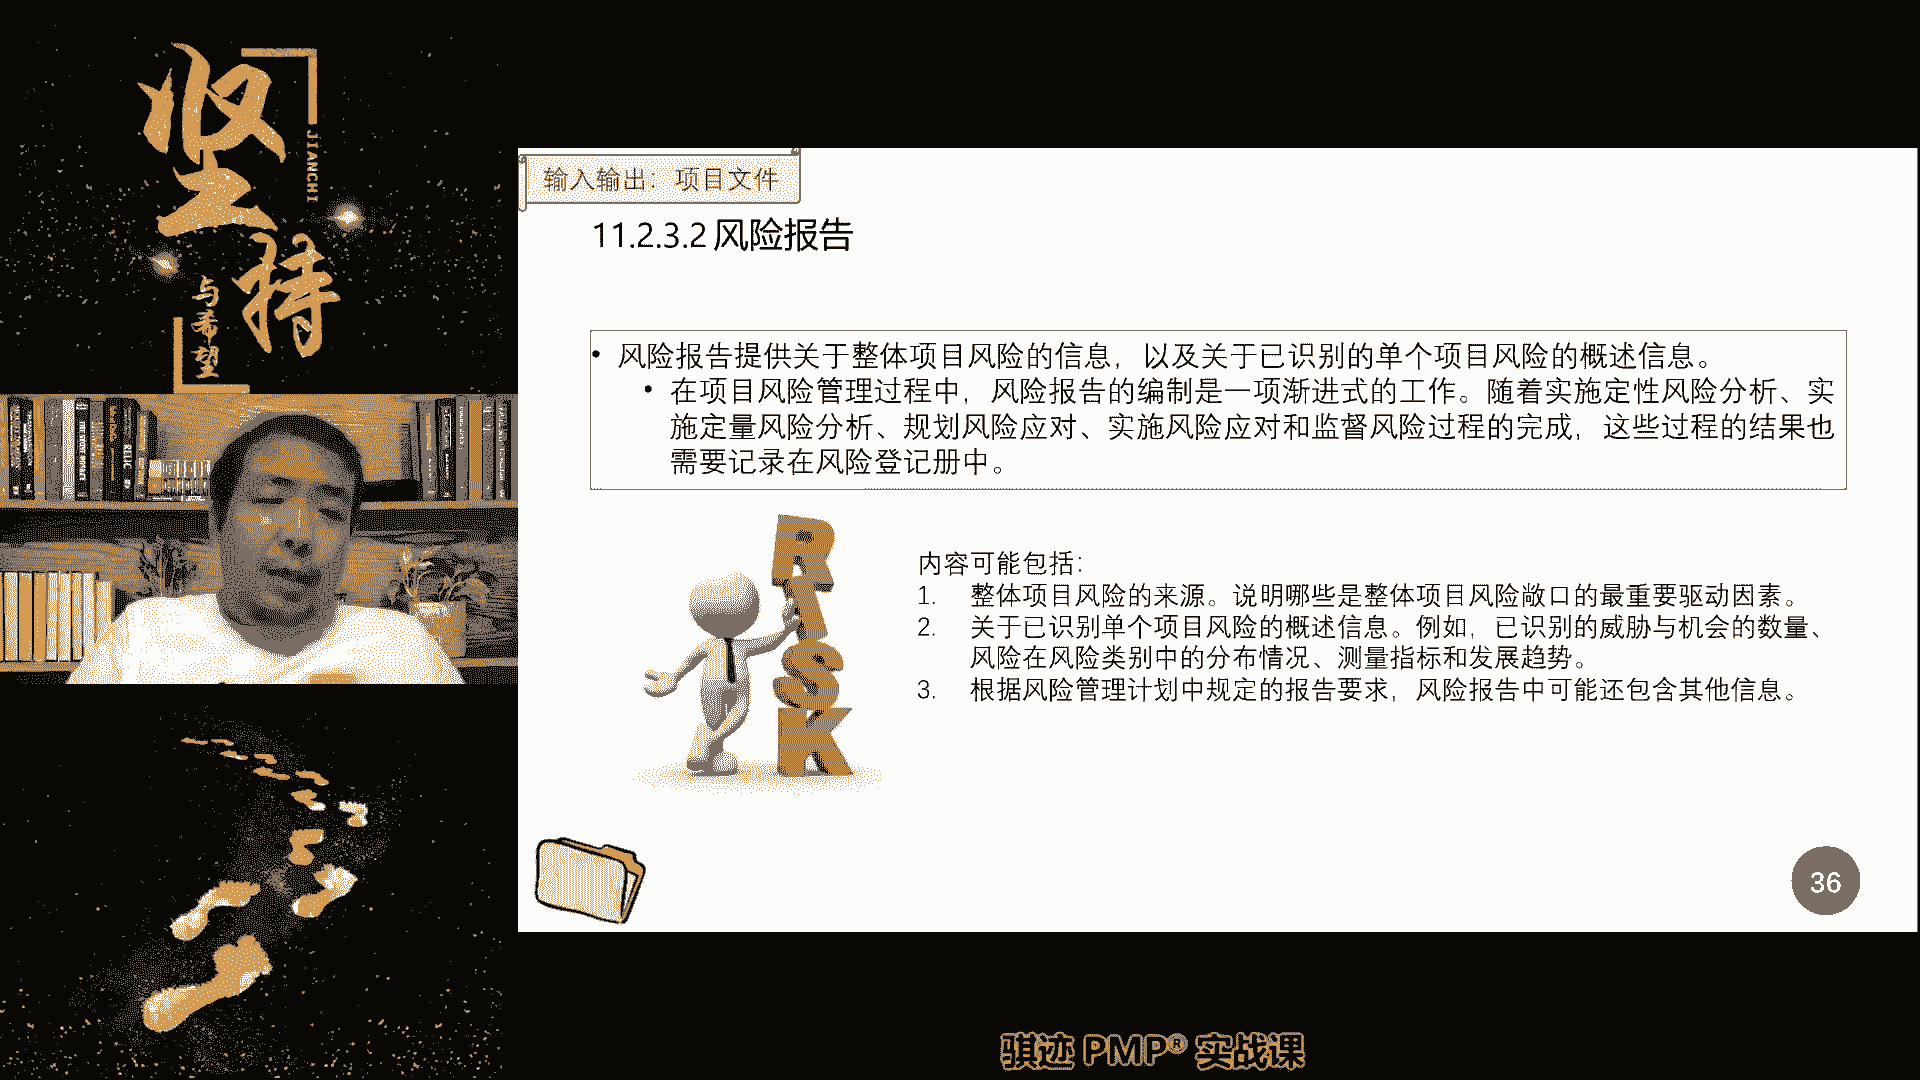 坚持
JIANCHI
与希望
输入输出：项目文件
11.2.3.2 风险报告
• 风险报告提供关于整体项目风险的信息，以及关于已识别的单个项目风险的概述信息。
• 在项目风险管理过程中，风险报告的编制是一项渐进式的工作。随着实施定性风险分析、实
施定量风险分析、规划风险应对、实施风险应对和监督风险过程的完成，这些过程的结果也
需要记录在风险登记册中。
RISK
内容可能包括：
1. 整体项目风险的来源。说明哪些是整体项目风险敞口的最重要驱动因素。
2. 关于已识别单个项目风险的概述信息。例如，已识别的威胁与机会的数量、
风险在风险类别中的分布情况、测量指标和发展趋势。
3. 根据风险管理计划中规定的报告要求，风险报告中可能还包含其他信息。
36
骐迹 PMP® 实战课